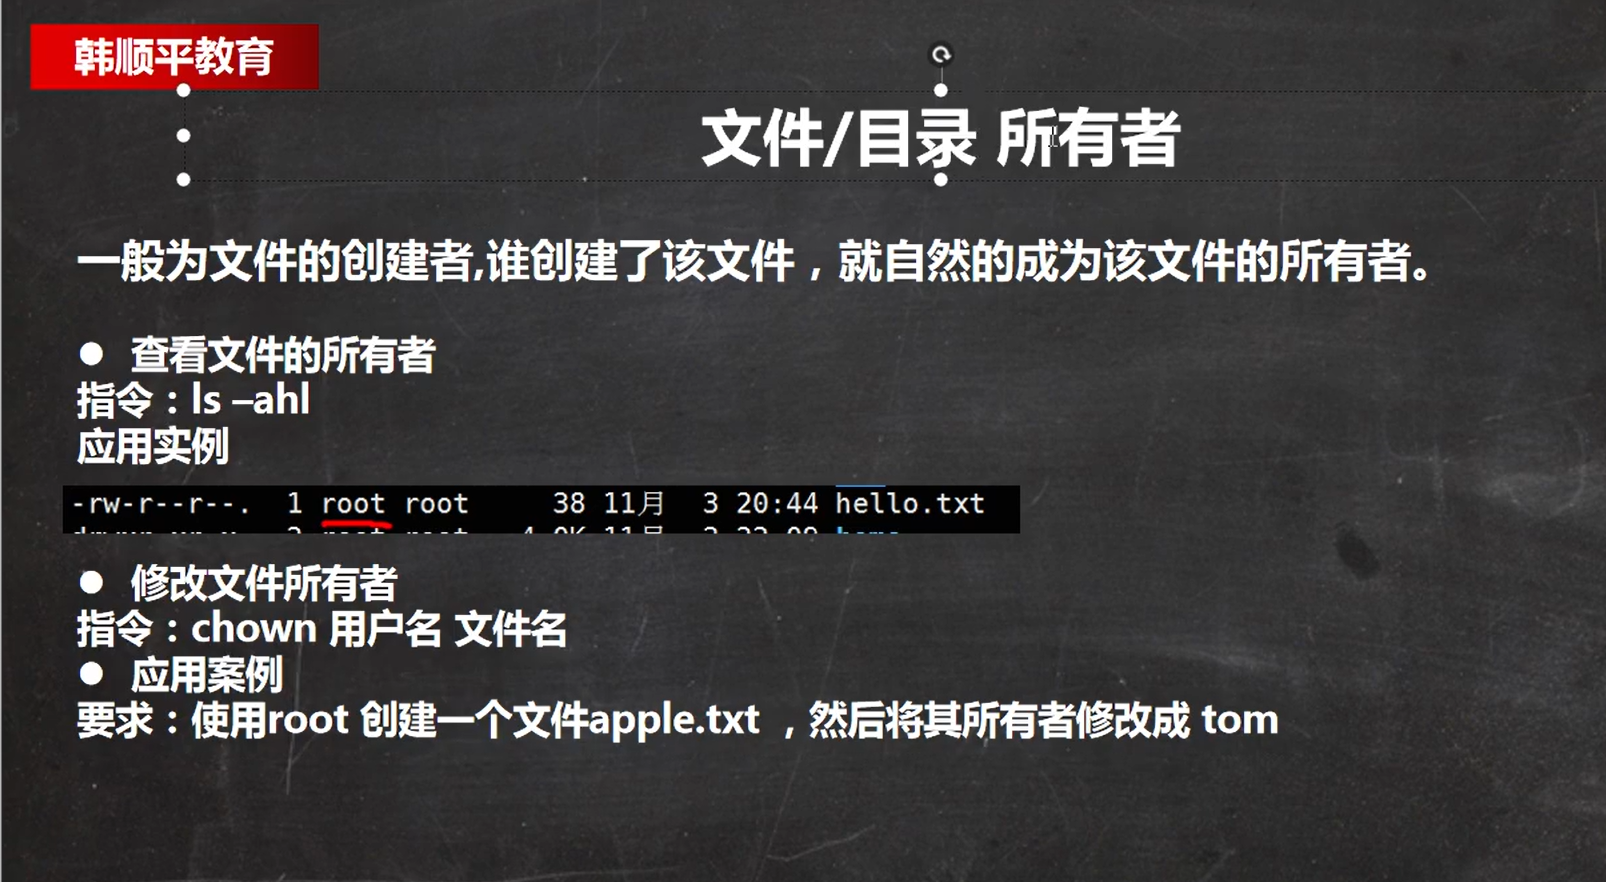 韩顺平教育
文件/目录 所有者
一般为文件的创建者,谁创建了该文件，就自然的成为该文件的所有者。
● 查看文件的所有者
指令：ls –ahl
应用实例
-rw-r--r--. 1 root root 38 11月 3 20:44 hello.txt
● 修改文件所有者
指令：chown 用户名 文件名
● 应用案例
要求：使用root 创建一个文件apple.txt ，然后将其所有者修改成 tom